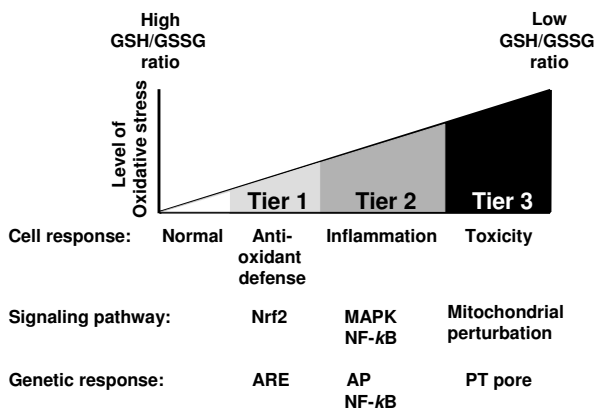 High
GSH/GSSG
ratio
Low
GSH/GSSG
ratio
Level of
Oxidative stress
Tier 1 Tier 2 Tier 3
Cell response: Normal Anti- Inflammation Toxicity
oxidant
defense
Signaling pathway: Nrf2 MAPK Mitochondrial
NF-kB perturbation
Genetic response: ARE AP PT pore
NF-kB